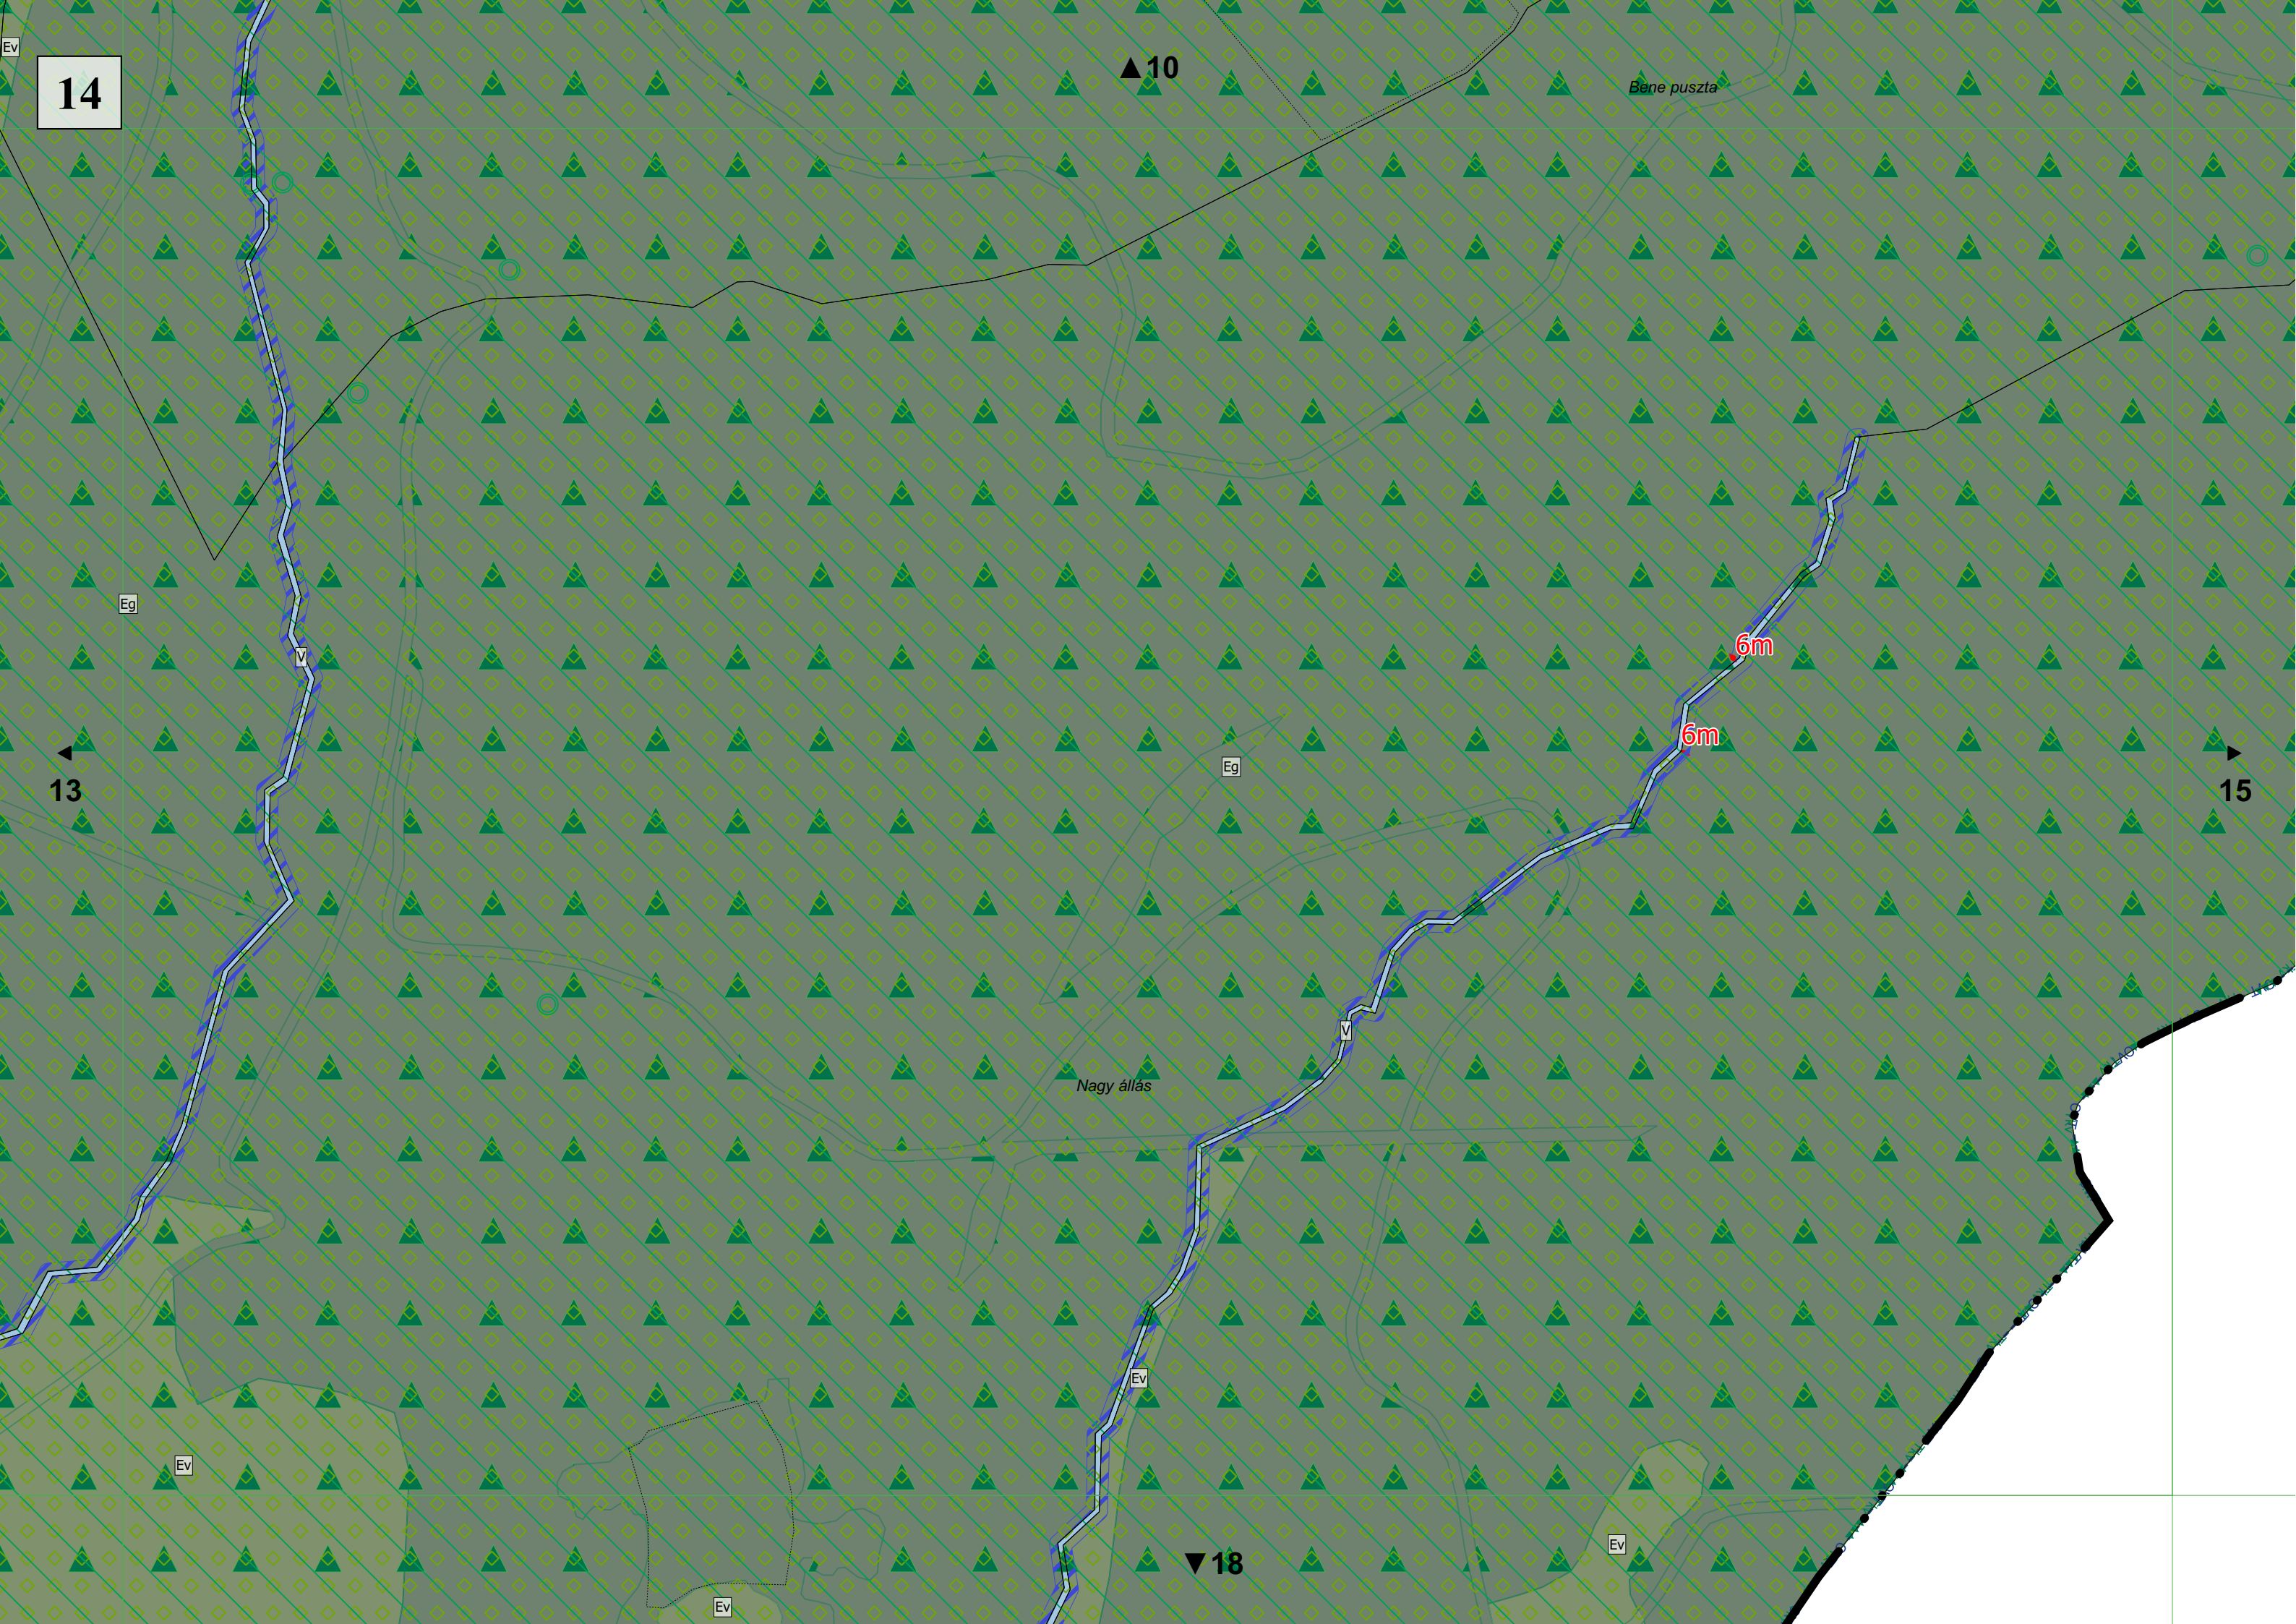 Ev
14
▲10
Bene puszta
Eg
V
6m
6m
Eg
◄
13
►
15
V
Nagy állás
Ev
Ev
Ev
▼18
Ev